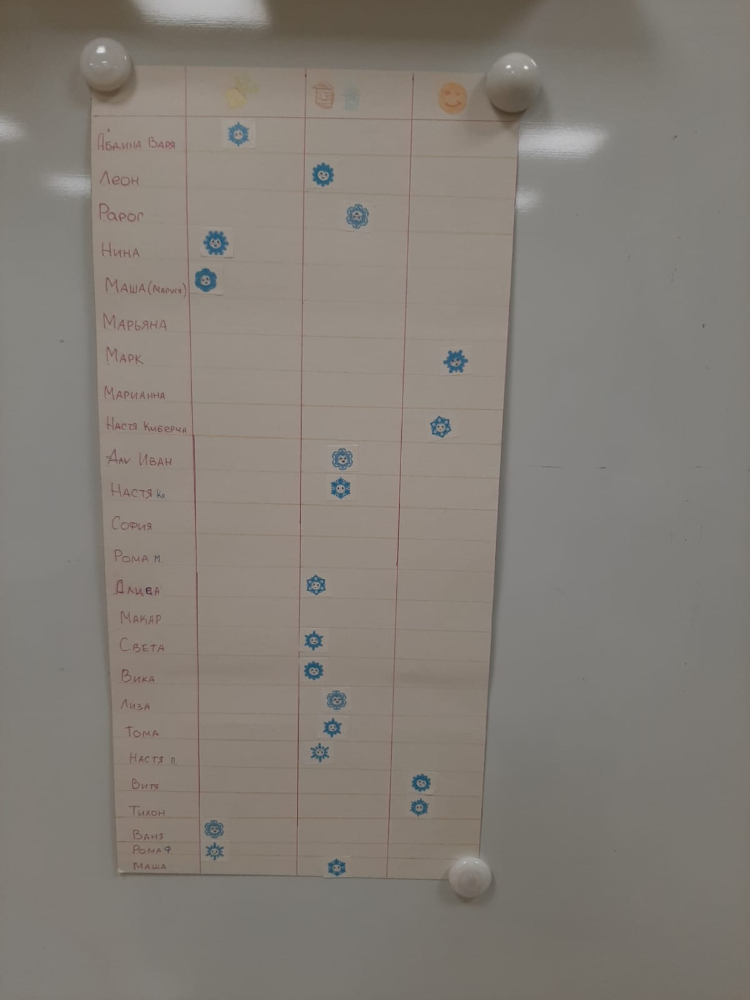 Абдина Варя
Леон
Рарог
Нина
Маша (Маруся)
Марьяна
Марк
Марианна
Настя Киберча
Иван
Настя Кр.
София
Рома М.
Алиса
Макар
Света
Вика
Лиза
Тома
Настя П.
Витя
Тихон
Ваня
Рома Ф.
Маша